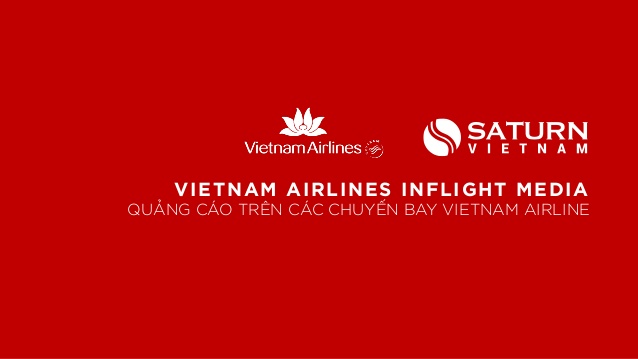 VietnamAirlines
SATURN
VIETNAM
VIETNAM AIRLINES INFLIGHT MEDIA
QUẢNG CÁO TRÊN CÁC CHUYẾN BAY VIETNAM AIRLINE